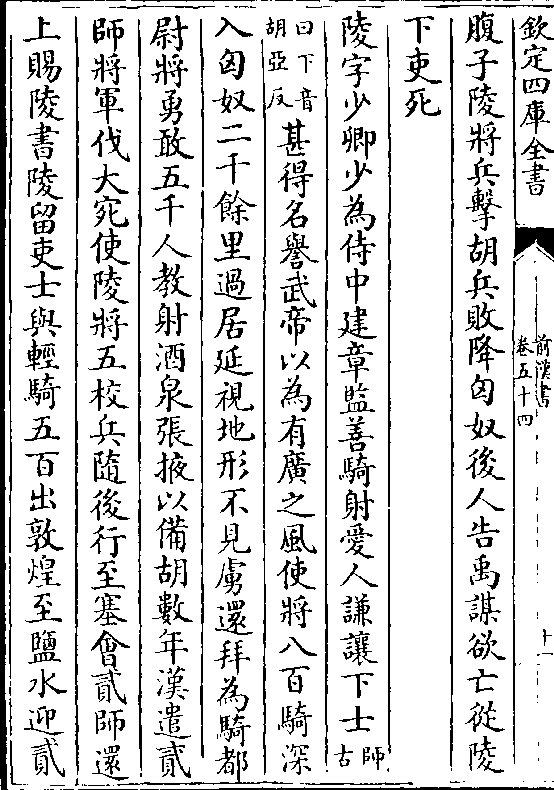 欽定四庫全書
前漢書
卷五十四
十一
腹子陵將兵擊胡兵敗降匈奴後人告禹謀欲亡從陵
下吏死
陵字少卿少為侍中建章監善騎射愛人謙讓下士師古
曰下音胡亞反甚得名譽武帝以為有廣之風使將八百騎深
入匈奴二千餘里過居延視地形不見虜還拜為騎都
尉將勇敢五千人教射酒泉張掖以備胡數年漢遣貳
師將軍伐大宛使陵將五校兵隨後行至塞會貳師還
上賜陵書陵留吏士與輕騎五百出敦煌至鹽水迎貳